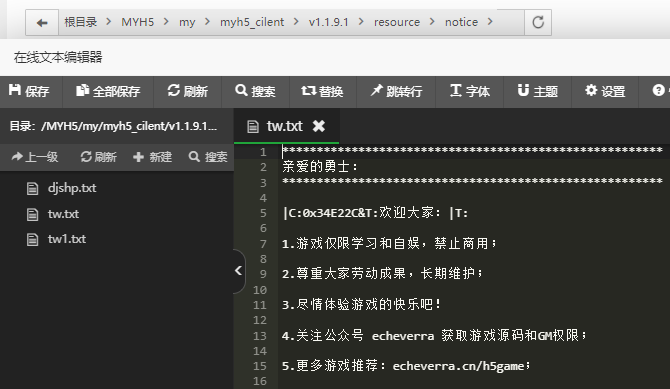 根目录 > MYH5 > my > myh5_cilent > v1.1.9.1 > resource > notice >
在线文本编辑器
保存 全部保存 刷新 搜索 替换 跳转行 字体 主题 设置
目录: /MYH5/my/myh5_cilent/v1.1.9.1...
tw.txt
上一级 刷新 新建 搜索
djshp.txt
tw.txt
tw1.txt
1 *******************************************************
2 亲爱的勇士:
3 *******************************************************
4
5 |C:0x34E22C&T:欢迎大家: |T:
6
7 1.游戏仅限学习和自娱, 禁止商用;
8
9 2.尊重大家劳动成果, 长期维护;
10
11 3.尽情体验游戏的快乐吧!
12
13 4.关注公众号 echeverra 获取游戏源码和GM权限;
14
15 5.更多游戏推荐: echeverra.cn/h5game;
16